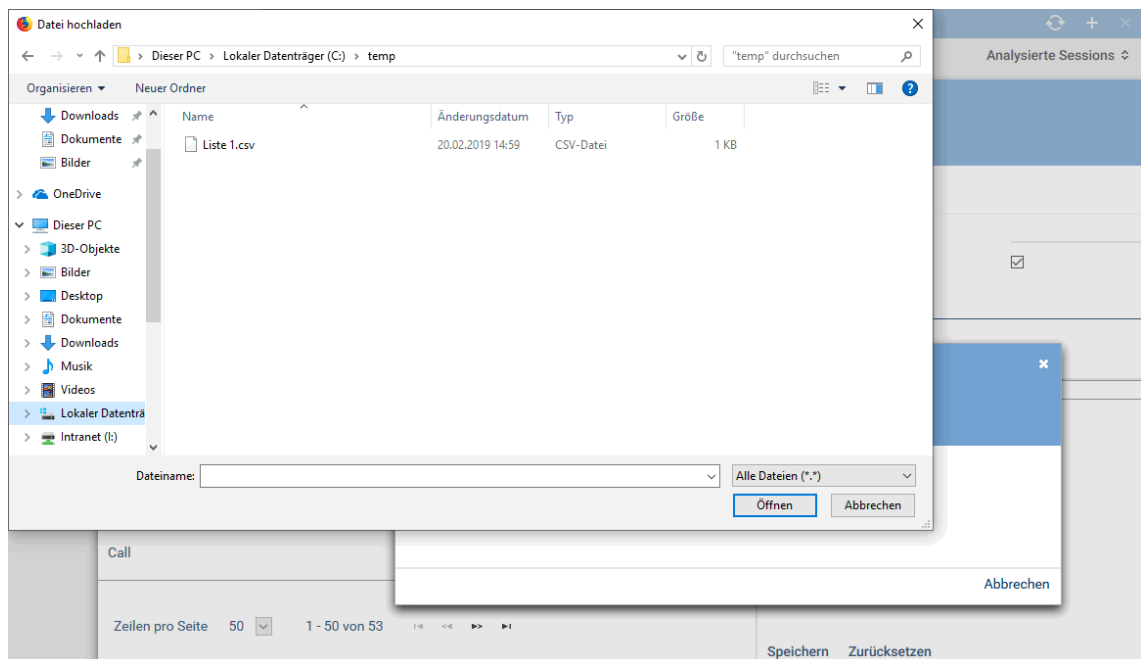 Datei hochladen
Analysierte Sessions
Dieser PC > Lokaler Datenträger (C:) > temp
"temp" durchsuchen
Organisieren
Neuer Ordner
Name Änderungsdatum Typ Größe
Liste 1.csv 20.02.2019 14:59 CSV-Datei 1 KB
Downloads
Dokumente
Bilder
OneDrive
Dieser PC
3D-Objekte
Bilder
Desktop
Dokumente
Downloads
Musik
Videos
Lokaler Datenträ
Intranet (I:)
Dateiname:
Alle Dateien (*.*)
Öffnen
Abbrechen
Call
Abbrechen
Zeilen pro Seite 50 1 - 50 von 53
Speichern Zurücksetzen